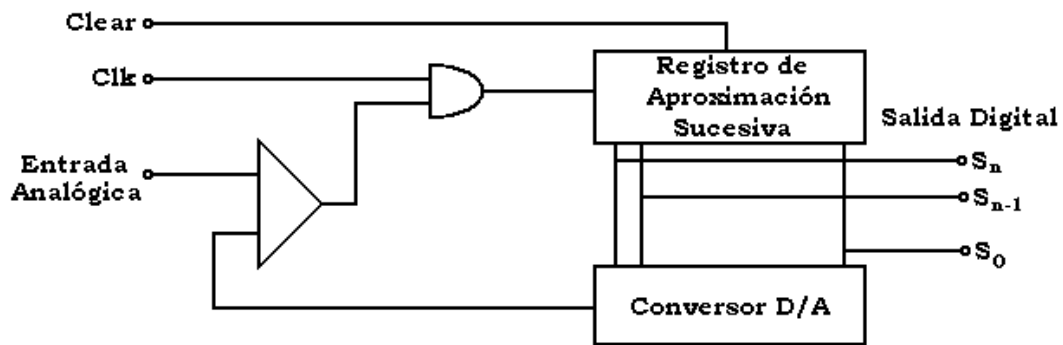 Clear
Clk
Entrada
Analógica
Registro de
Aproximación
Sucesiva
Salida Digital
Sn
Sn-1
S0
Conversor D/A